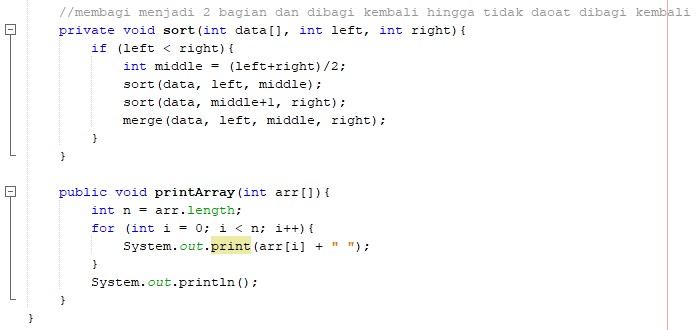 //membagi menjadi 2 bagian dan dibagi kembali hingga tidak daoat dibagi kembali
private void sort(int data[], int left, int right){
if (left < right){
int middle = (left+right)/2;
sort(data, left, middle);
sort(data, middle+1, right);
merge(data, left, middle, right);
}
}
public void printArray(int arr[]){
int n = arr.length;
for (int i = 0; i < n; i++){
System.out.print(arr[i] + " ");
}
System.out.println();
}
}